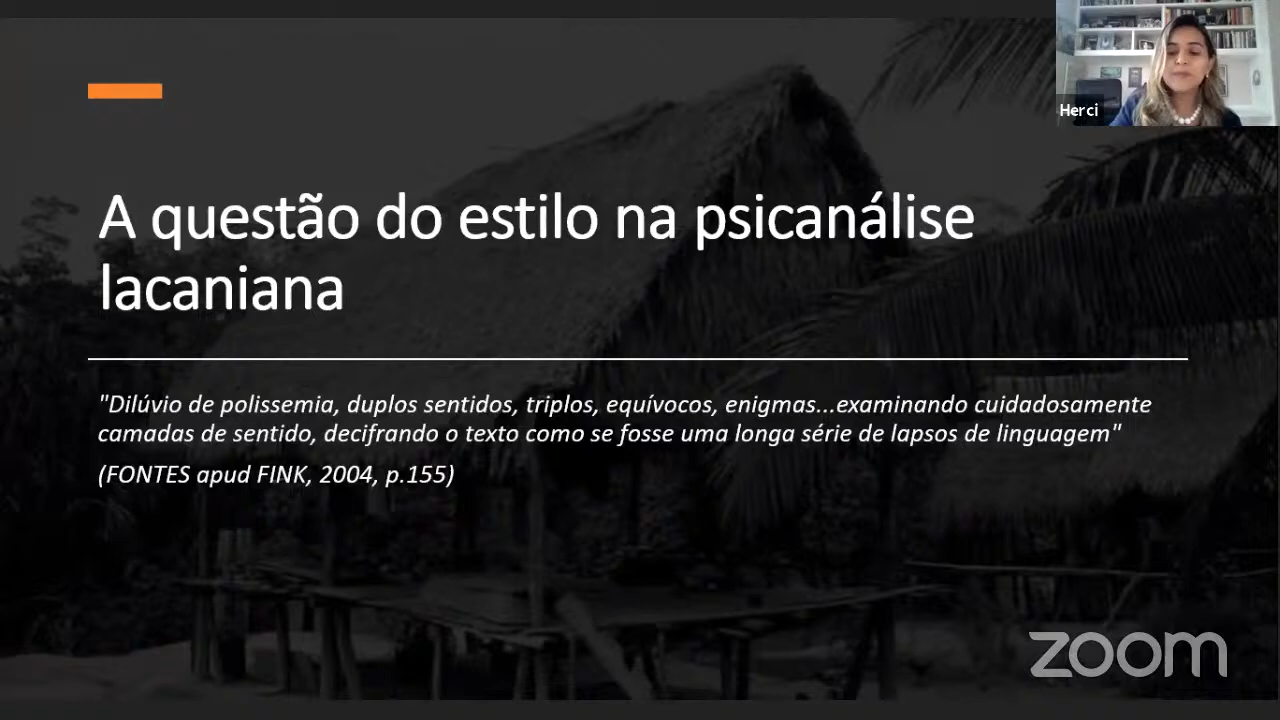 Herci
A questão do estilo na psicanálise
lacaniana
"Dilúvio de polissemia, duplos sentidos, triplos, equívocos, enigmas...examinando cuidadosamente
camadas de sentido, decifrando o texto como se fosse uma longa série de lapsos de linguagem"
(FONTES apud FINK, 2004, p.155)
zoom